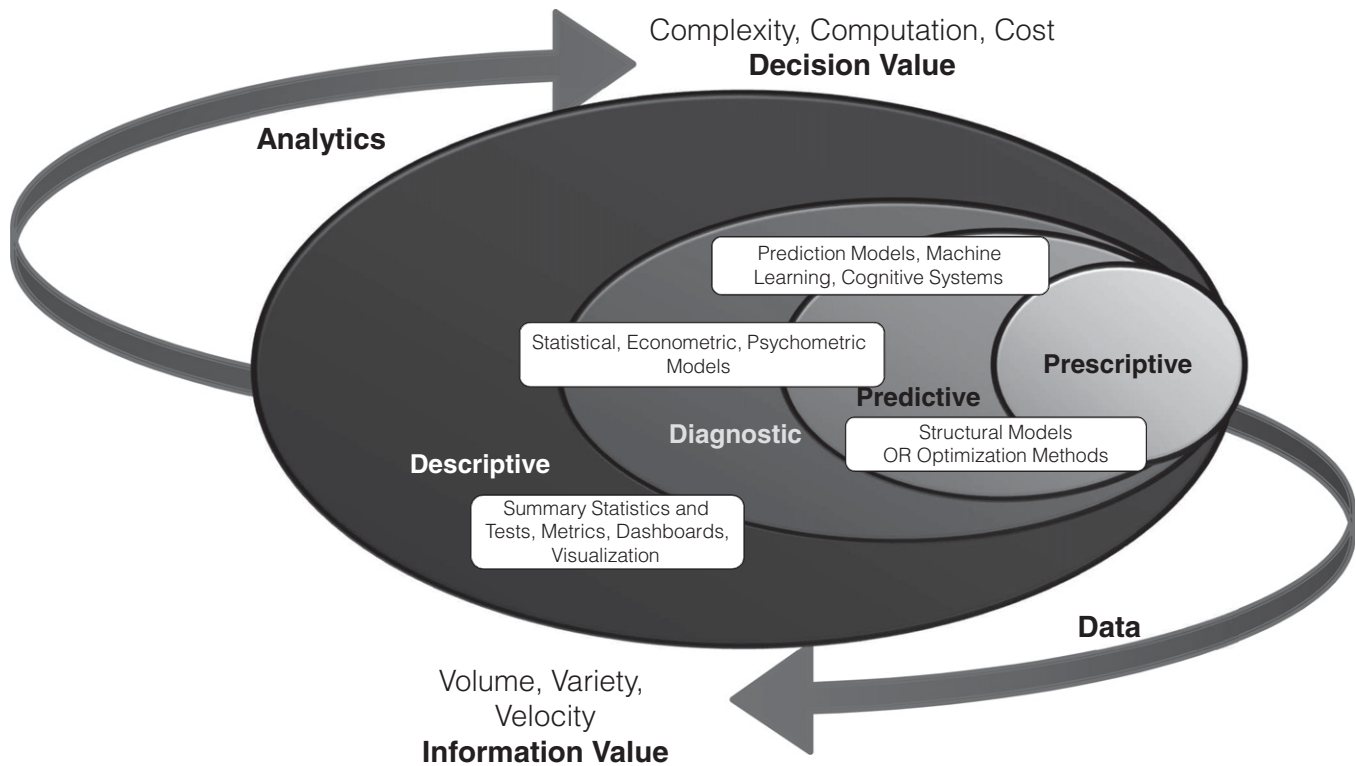 Complexity, Computation, Cost
Decision Value
Analytics
Prediction Models, Machine
Learning, Cognitive Systems
Statistical, Econometric, Psychometric
Models
Prescriptive
Predictive
Diagnostic
Structural Models
OR Optimization Methods
Descriptive
Summary Statistics and
Tests, Metrics, Dashboards,
Visualization
Data
Volume, Variety,
Velocity
Information Value